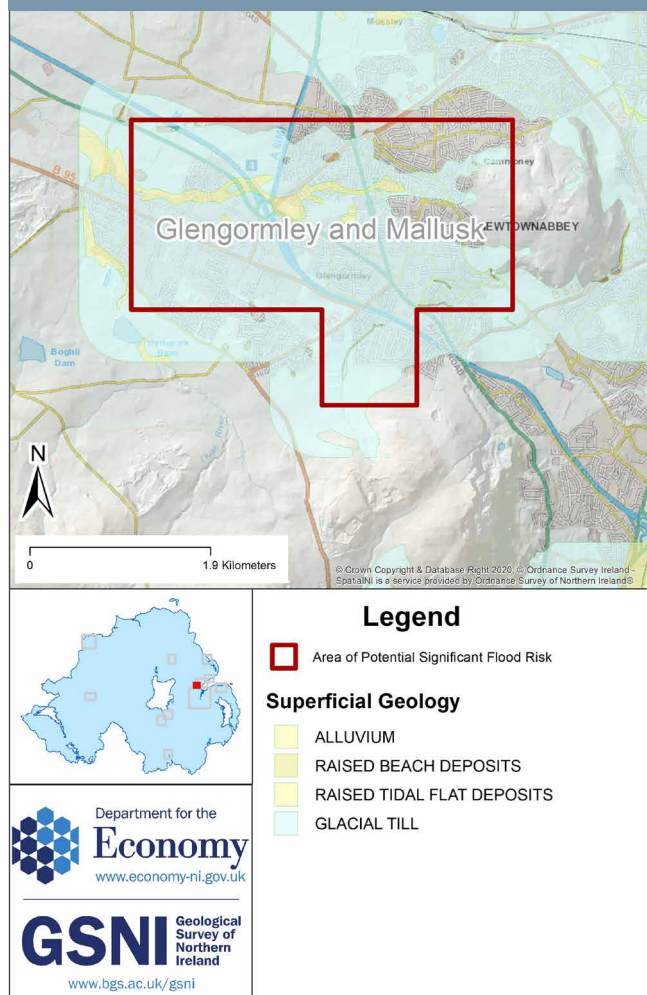 Mossley
B 95
4
Carnmoney
NEWTOWNABBEY
Glengormley and Mallusk
Glengormley
Hydepark
Dam
Boghil
Dam
River
N
0 1.9 Kilometers
© Crown Copyright & Database Right 2020, © Ordnance Survey Ireland -
SpatialNI is a service provided by Ordnance Survey of Northern Ireland®
Legend
Area of Potential Significant Flood Risk
Superficial Geology
ALLUVIUM
RAISED BEACH DEPOSITS
RAISED TIDAL FLAT DEPOSITS
GLACIAL TILL
Department for the
Economy
www.economy-ni.gov.uk
GSNI
Geological
Survey of
Northern
Ireland
www.bgs.ac.uk/gsni